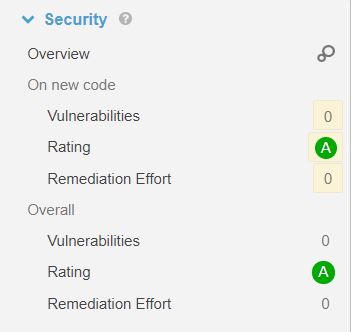 Security ?
Overview
On new code
Vulnerabilities 0
Rating A
Remediation Effort 0
Overall
Vulnerabilities 0
Rating A
Remediation Effort 0